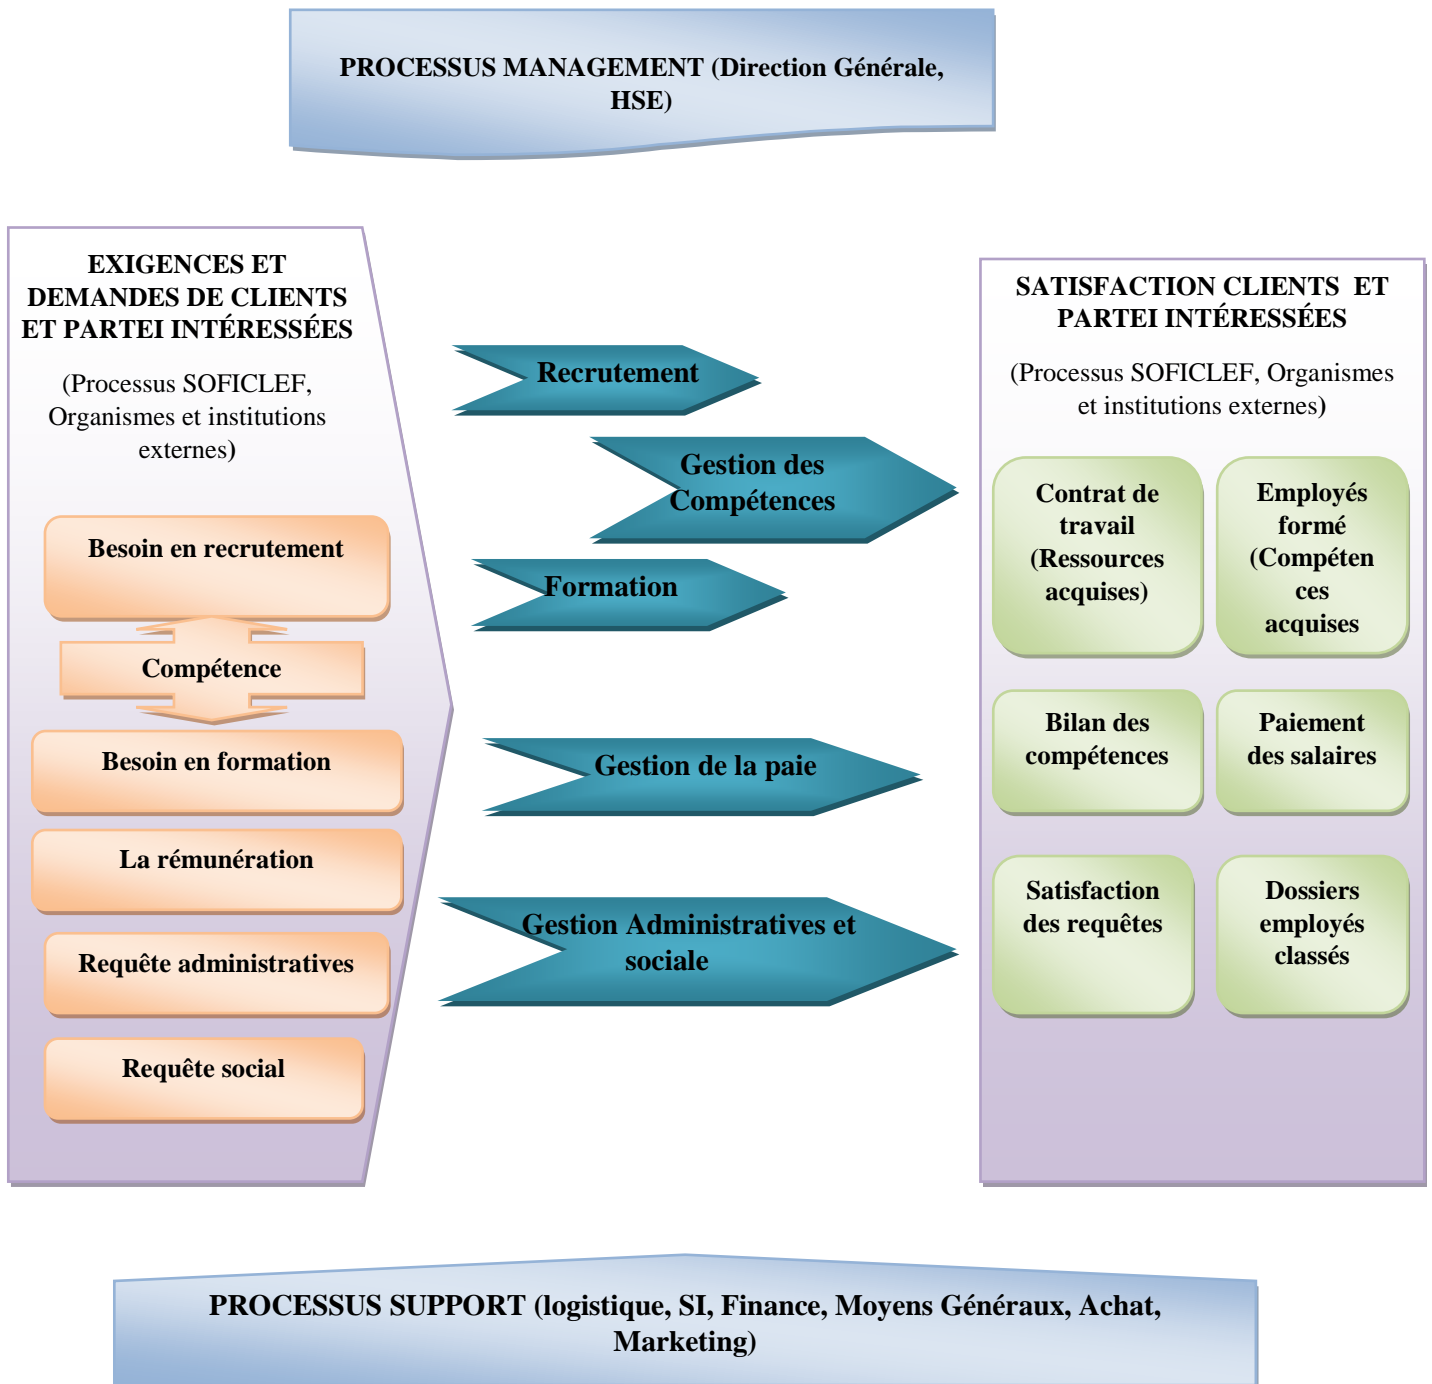 PROCESSUS MANAGEMENT (Direction Générale,
HSE)
EXIGENCES ET
DEMANDES DE CLIENTS
ET PARTEI INTÉRESSÉES
(Processus SOFICLEF,
Organismes et institutions
externes)
Besoin en recrutement
Compétence
Besoin en formation
La rémunération
Requête administratives
Requête social
Recrutement
Gestion des
Compétences
Formation
Gestion de la paie
Gestion Administratives et
sociale
SATISFACTION CLIENTS ET
PARTEI INTÉRESSÉES
(Processus SOFICLEF, Organismes
et institutions externes)
Contrat de
travail
(Ressources
acquises)
Employés
formé
(Compéten
ces
acquises
Bilan des
compétences
Paiement
des salaires
Satisfaction
des requêtes
Dossiers
employés
classés
PROCESSUS SUPPORT (logistique, SI, Finance, Moyens Généraux, Achat,
Marketing)